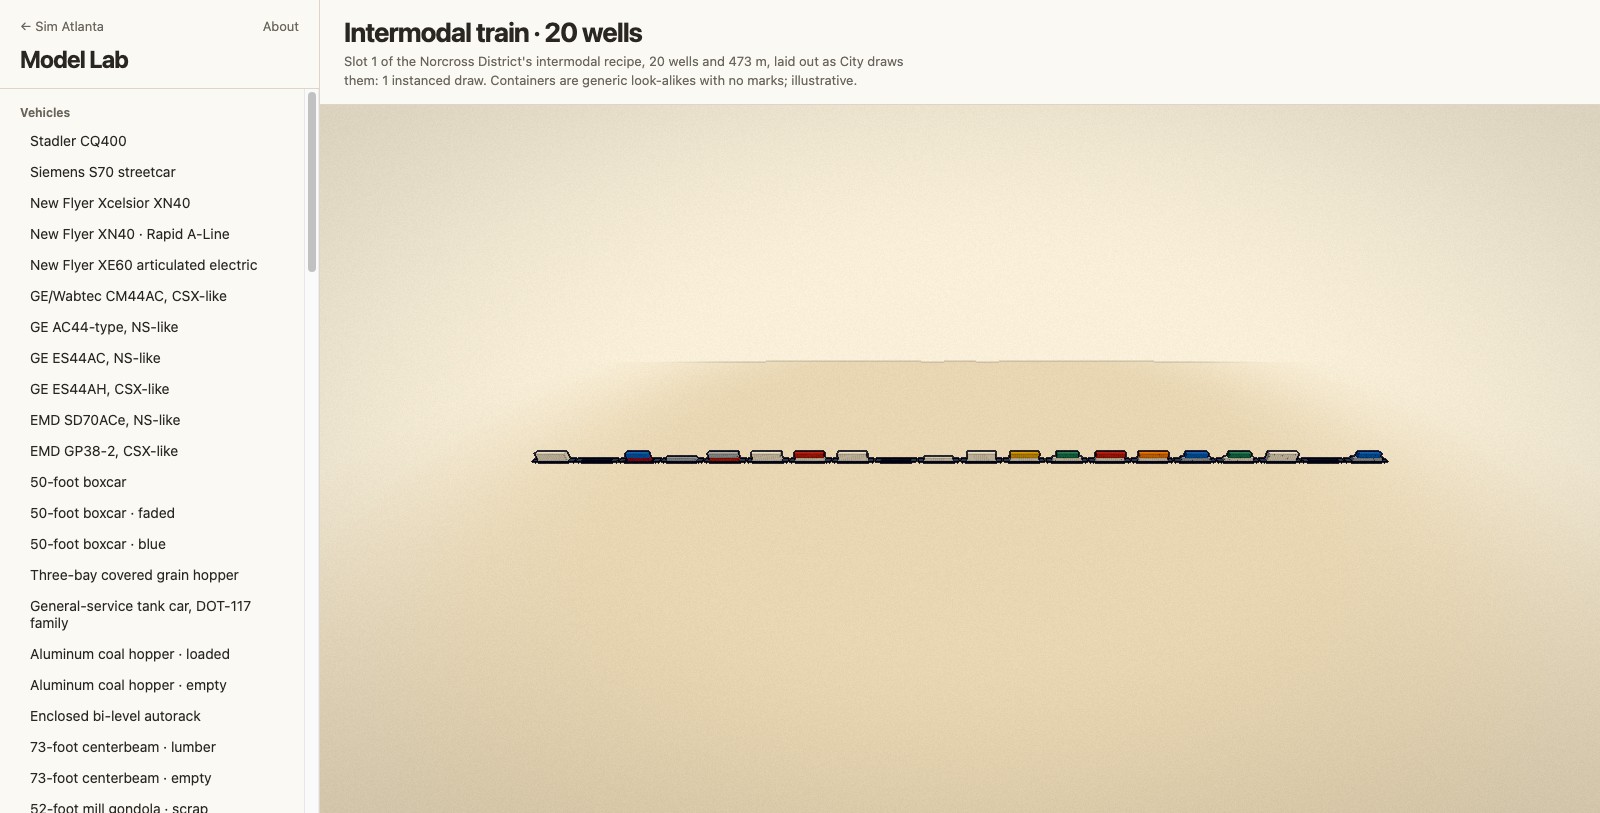 ← Sim Atlanta
About
Model Lab
Vehicles
Stadler CQ400
Siemens S70 streetcar
New Flyer Xcelsior XN40
New Flyer XN40 · Rapid A-Line
New Flyer XE60 articulated electric
GE/Wabtec CM44AC, CSX-like
GE AC44-type, NS-like
GE ES44AC, NS-like
GE ES44AH, CSX-like
EMD SD70ACe, NS-like
EMD GP38-2, CSX-like
50-foot boxcar
50-foot boxcar · faded
50-foot boxcar · blue
Three-bay covered grain hopper
General-service tank car, DOT-117
family
Aluminum coal hopper · loaded
Aluminum coal hopper · empty
Enclosed bi-level autorack
73-foot centerbeam · lumber
73-foot centerbeam · empty
52-foot mill gondola · scrap
Intermodal train · 20 wells
Slot 1 of the Norcross District's intermodal recipe, 20 wells and 473 m, laid out as City draws
them: 1 instanced draw. Containers are generic look-alikes with no marks; illustrative.